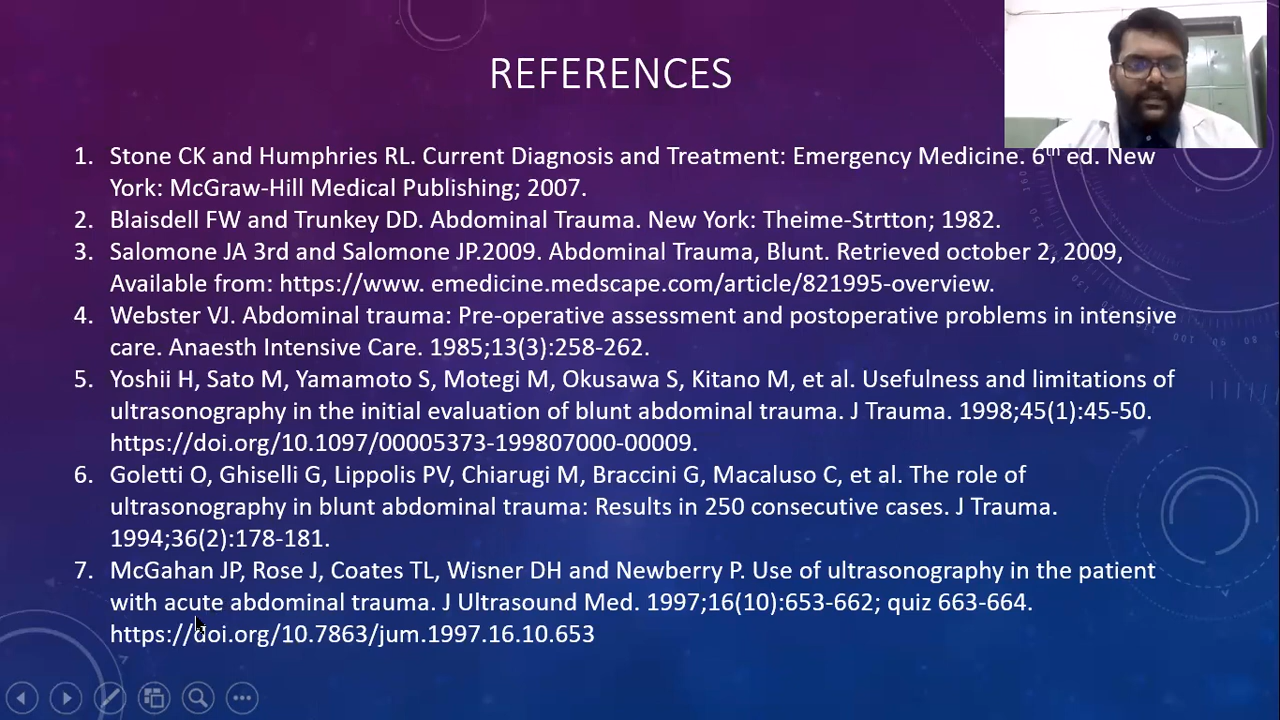 REFERENCES
1. Stone CK and Humphries RL. Current Diagnosis and Treatment: Emergency Medicine. 6th ed. New
York: McGraw-Hill Medical Publishing; 2007.
2. Blaisdell FW and Trunkey DD. Abdominal Trauma. New York: Theime-Strtton; 1982.
3. Salomone JA 3rd and Salomone JP.2009. Abdominal Trauma, Blunt. Retrieved october 2, 2009,
Available from: https://www. emedicine.medscape.com/article/821995-overview.
4. Webster VJ. Abdominal trauma: Pre-operative assessment and postoperative problems in intensive
care. Anaesth Intensive Care. 1985;13(3):258-262.
5. Yoshii H, Sato M, Yamamoto S, Motegi M, Okusawa S, Kitano M, et al. Usefulness and limitations of
ultrasonography in the initial evaluation of blunt abdominal trauma. J Trauma. 1998;45(1):45-50.
https://doi.org/10.1097/00005373-199807000-00009.
6. Goletti O, Ghiselli G, Lippolis PV, Chiarugi M, Braccini G, Macaluso C, et al. The role of
ultrasonography in blunt abdominal trauma: Results in 250 consecutive cases. J Trauma.
1994;36(2):178-181.
7. McGahan JP, Rose J, Coates TL, Wisner DH and Newberry P. Use of ultrasonography in the patient
with acute abdominal trauma. J Ultrasound Med. 1997;16(10):653-662; quiz 663-664.
https://doi.org/10.7863/jum.1997.16.10.653